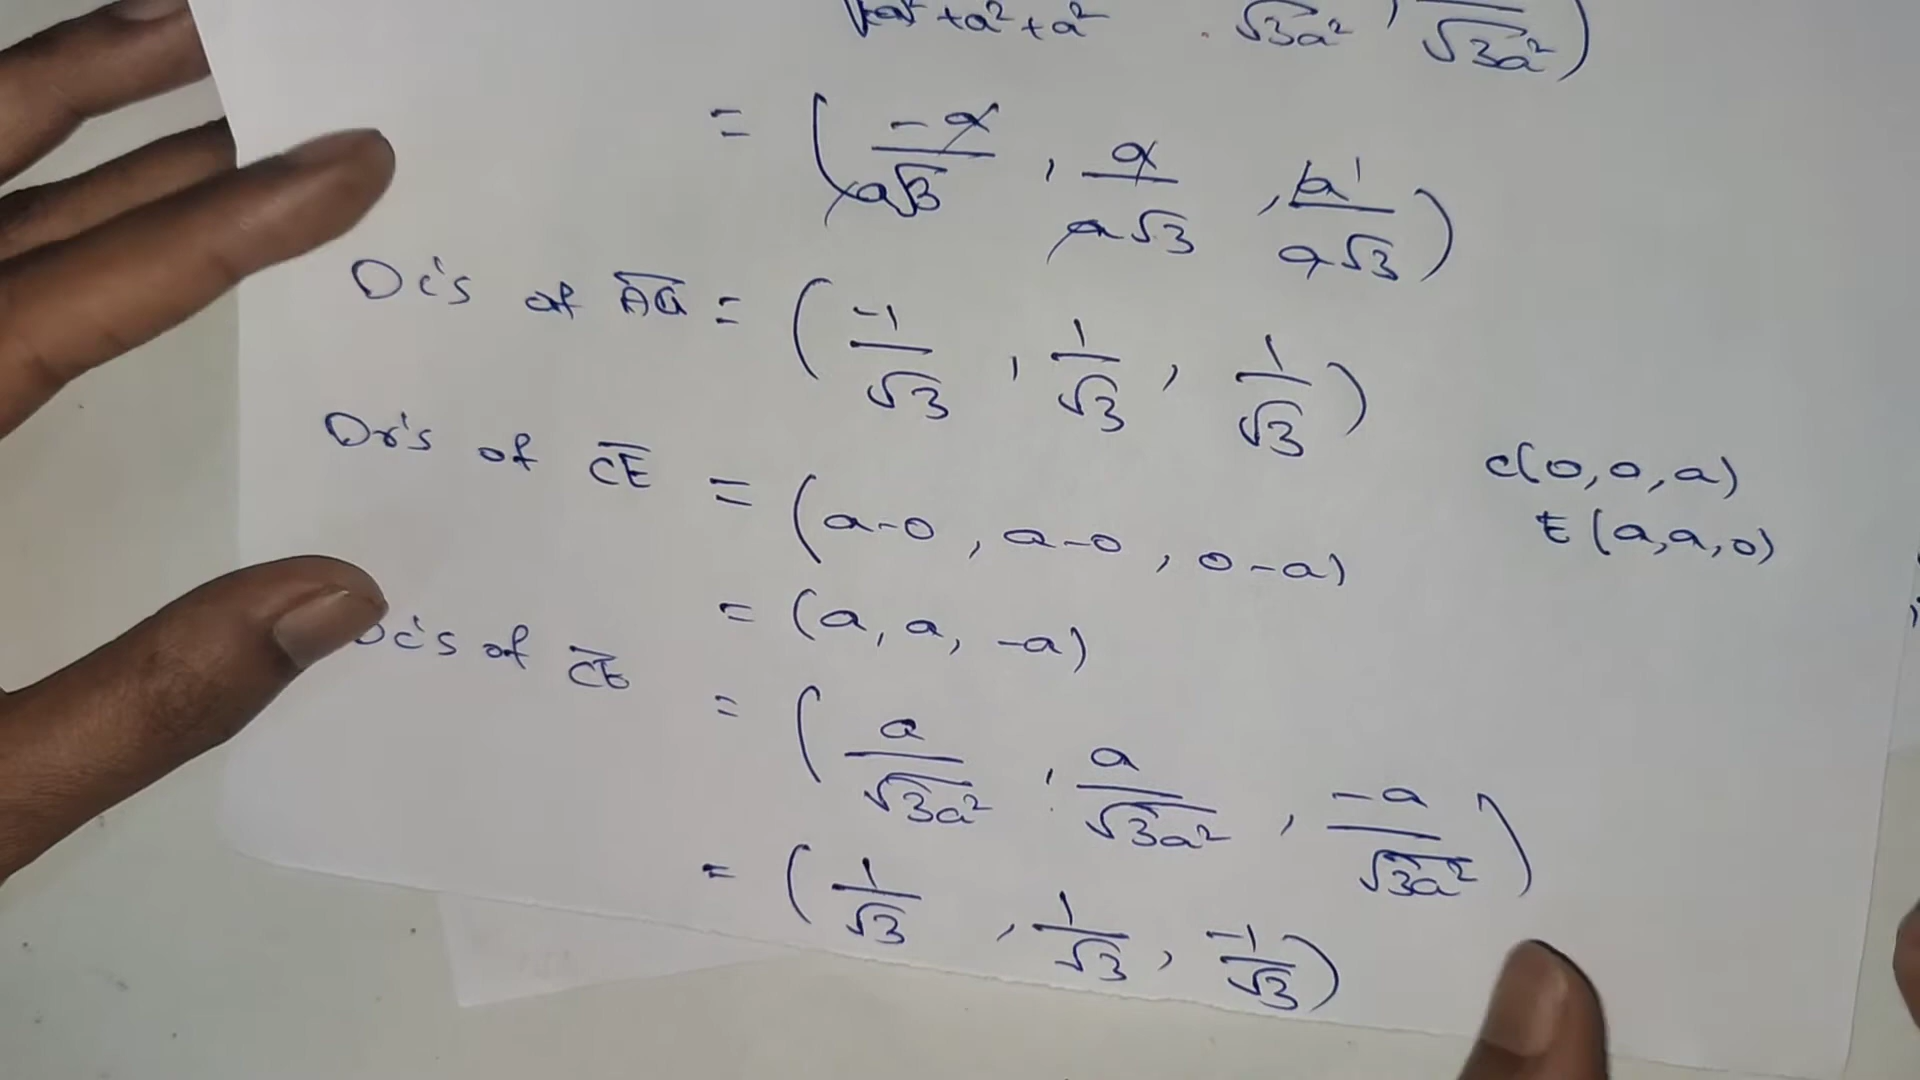 √a²+a²+a² √3a² , √3a² )
= ( -a/a√3 , a/a√3 , a/a√3 )
Dc's of AG = ( -1/√3 , 1/√3 , 1/√3 )
Dr's of CE = (a-0 , a-0 , 0-a)
C(0,0,a)
E(a,a,0)
= (a, a, -a)
Dc's of CE = ( a/√3a² , a/√3a² , -a/√3a² )
= ( 1/√3 , 1/√3 , -1/√3 )